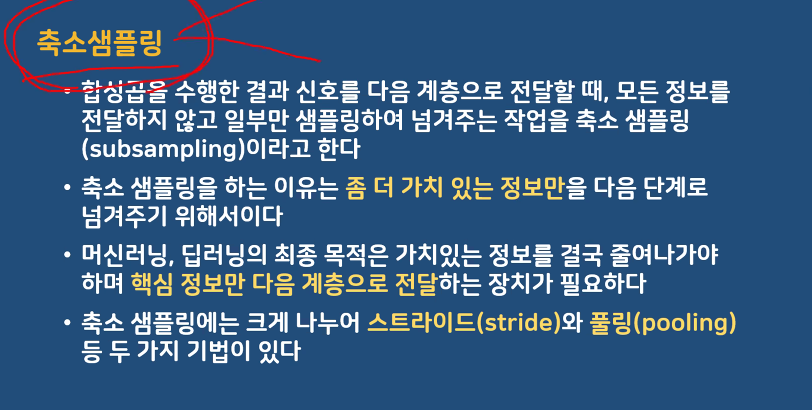 축소샘플링
• 합성곱을 수행한 결과 신호를 다음 계층으로 전달할 때, 모든 정보를
전달하지 않고 일부만 샘플링하여 넘겨주는 작업을 축소 샘플링
(subsampling)이라고 한다
• 축소 샘플링을 하는 이유는 좀 더 가치 있는 정보만을 다음 단계로
넘겨주기 위해서이다
• 머신러닝, 딥러닝의 최종 목적은 가치있는 정보를 결국 줄여나가야
하며 핵심 정보만 다음 계층으로 전달하는 장치가 필요하다
• 축소 샘플링에는 크게 나누어 스트라이드(stride)와 풀링(pooling)
등 두 가지 기법이 있다